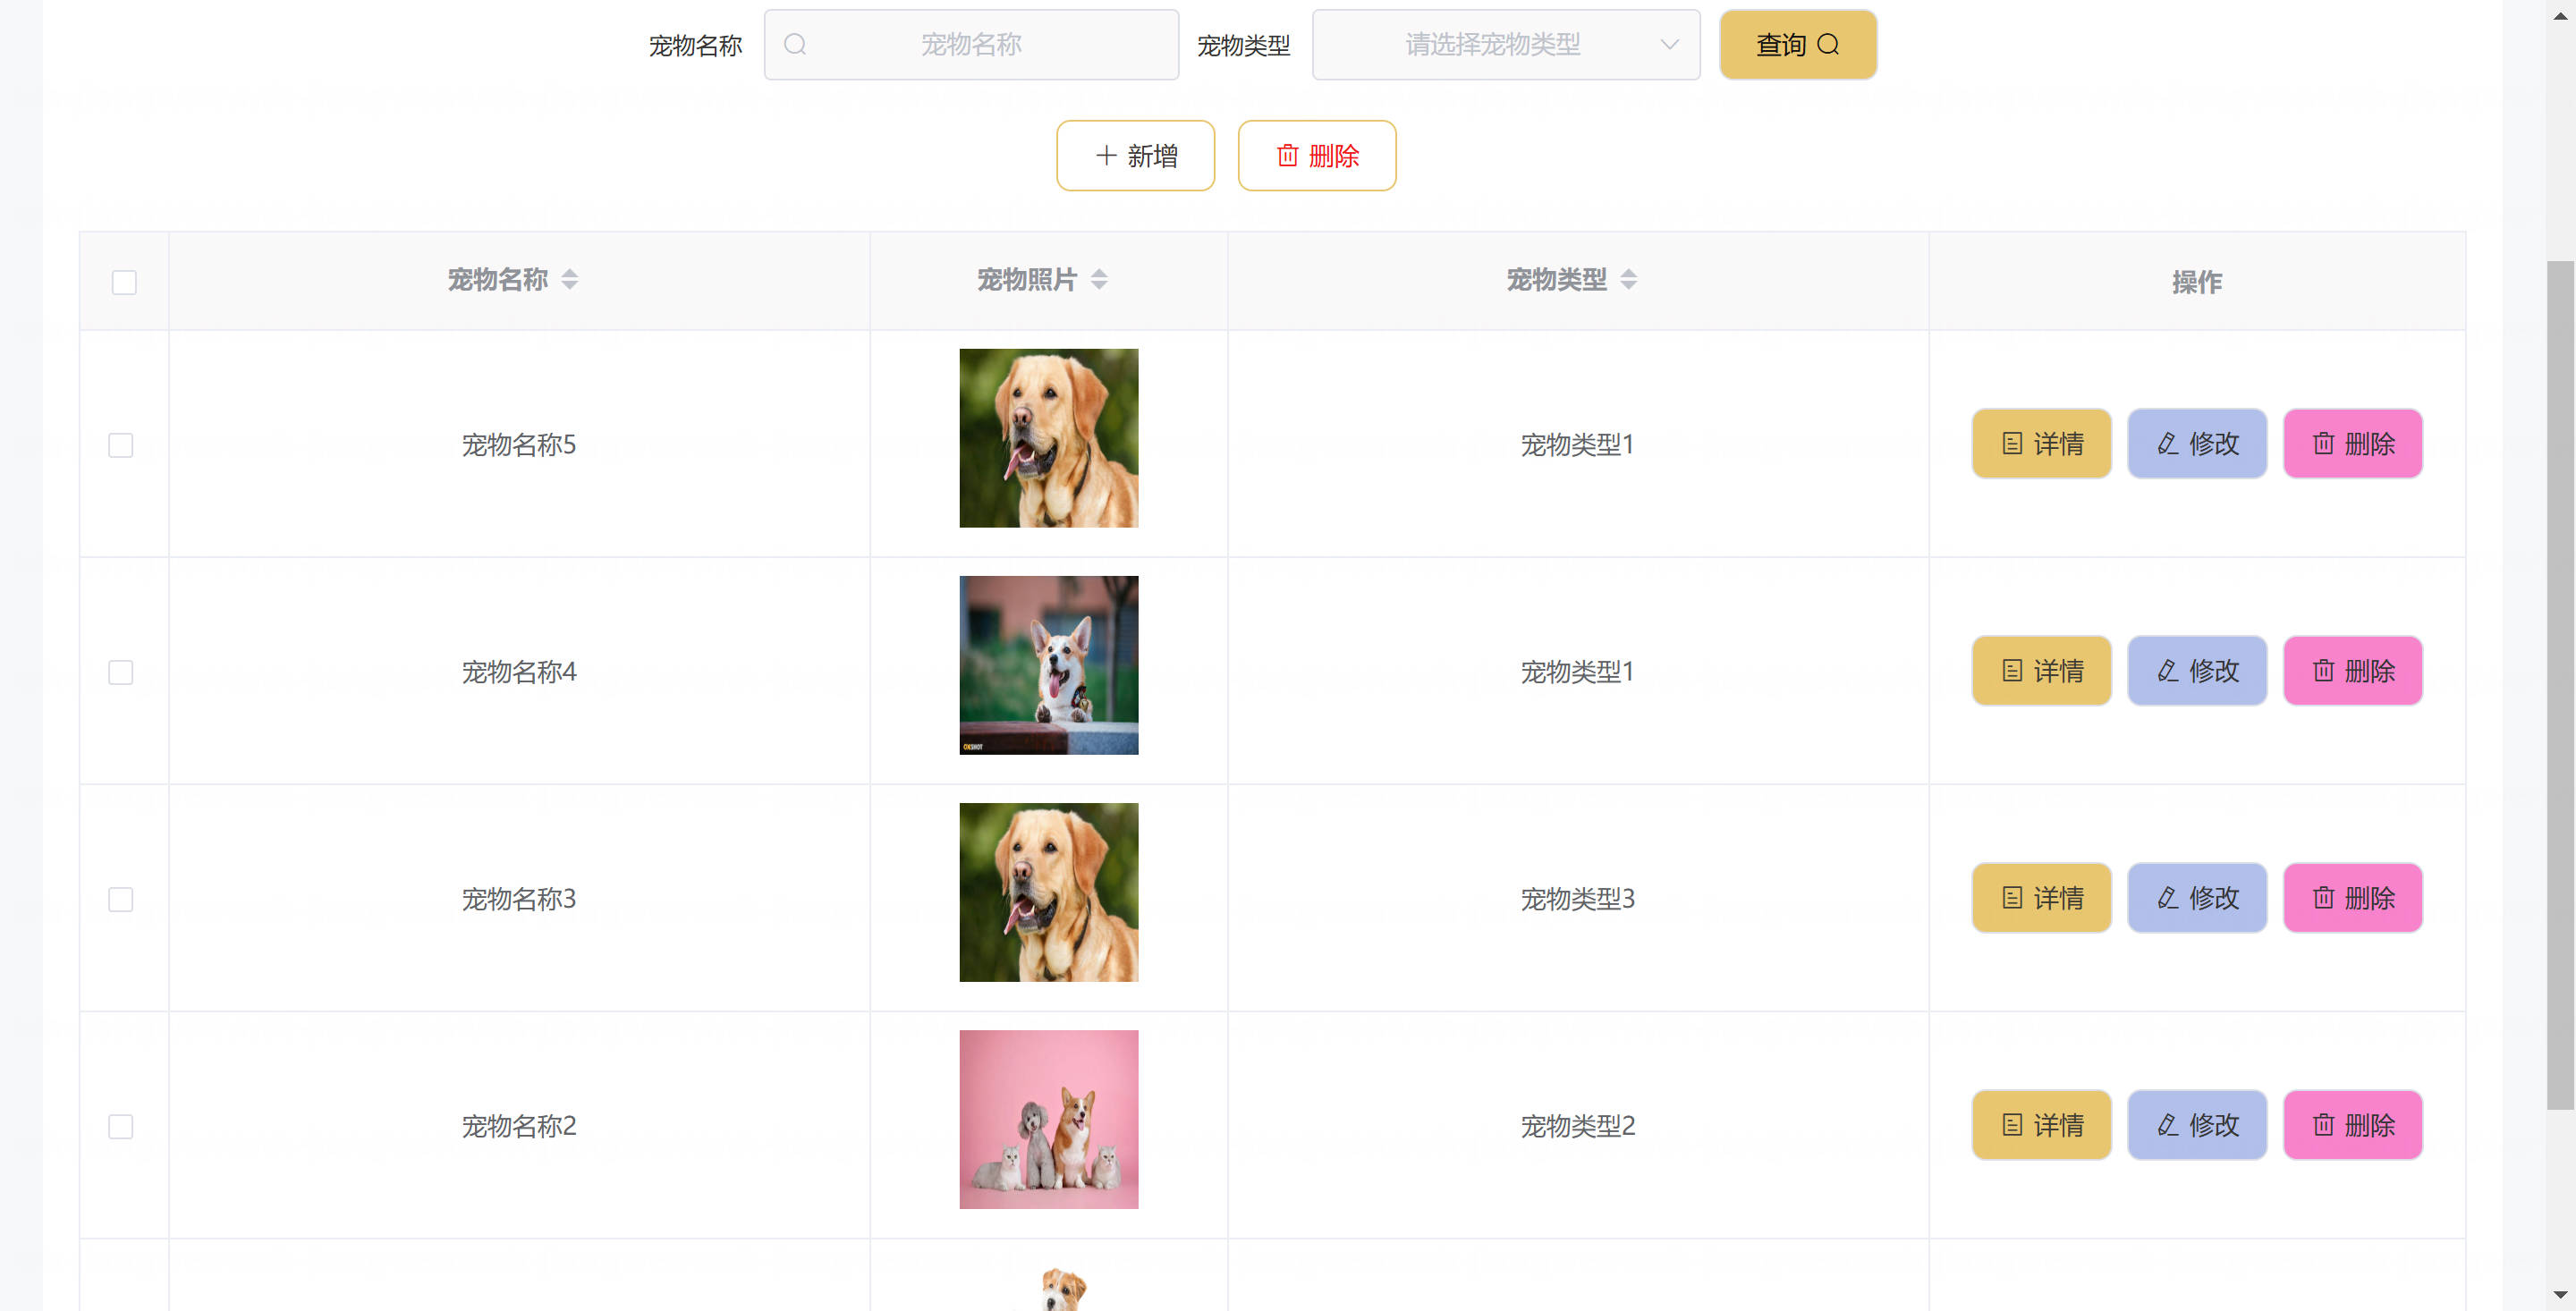 宠物名称 宠物名称 宠物类型 请选择宠物类型 查询
新增 删除
宠物名称 宠物照片 宠物类型 操作
宠物名称5 宠物类型1 详情 修改 删除
宠物名称4 宠物类型1 详情 修改 删除
OXSHOT
宠物名称3 宠物类型3 详情 修改 删除
宠物名称2 宠物类型2 详情 修改 删除